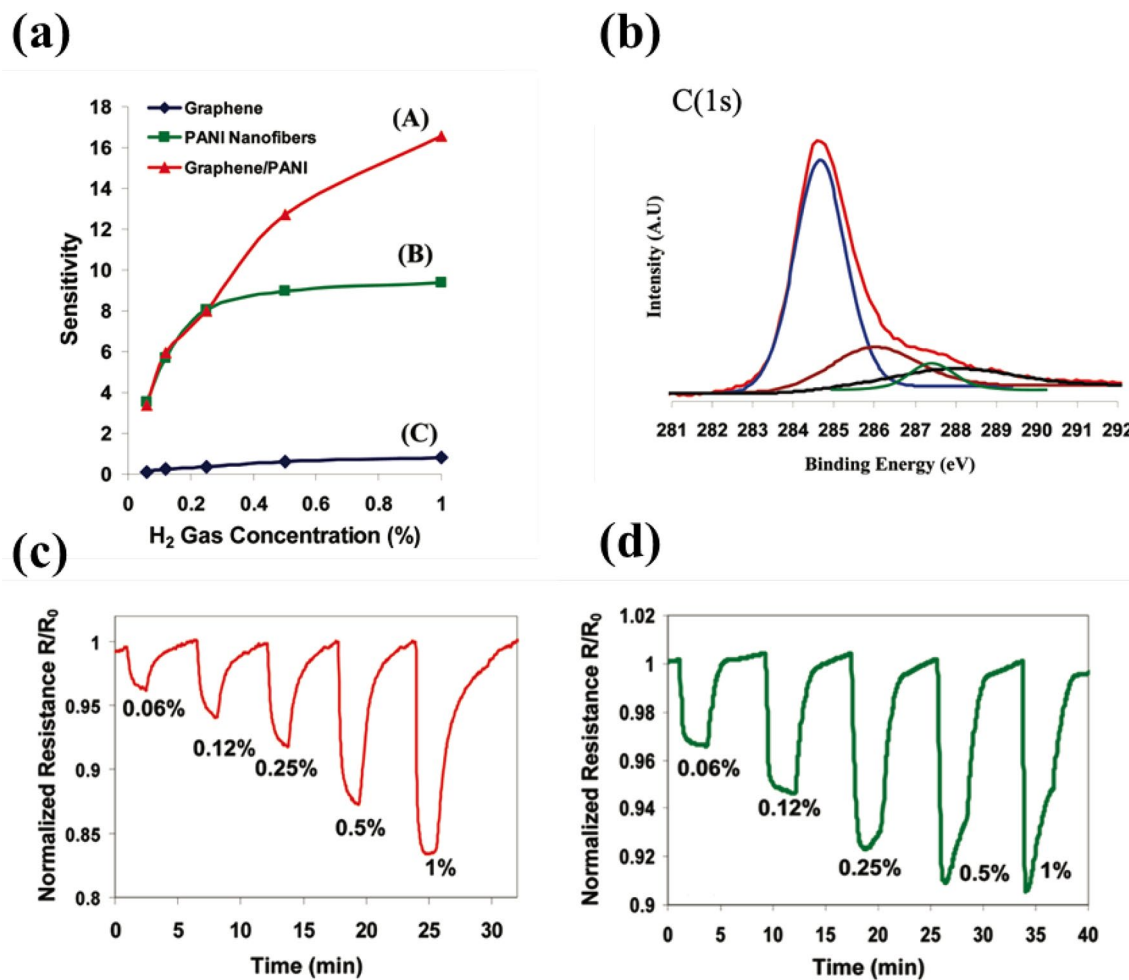 (a)
18
16
14
12
10
8
6
4
2
0
Sensitivity
Graphene
PANI Nanofibers
Graphene/PANI
(A)
(B)
(C)
0 0.2 0.4 0.6 0.8 1
H2 Gas Concentration (%)
(b)
C(1s)
Intensity (A.U)
281 282 283 284 285 286 287 288 289 290 291 292
Binding Energy (eV)
(c)
Normalized Resistance R/R0
1
0.95
0.9
0.85
0.8
0.06%
0.12%
0.25%
0.5%
1%
0 5 10 15 20 25 30
Time (min)
(d)
Normalized Resistance R/R0
1.02
1
0.98
0.96
0.94
0.92
0.9
0.06%
0.12%
0.25%
0.5%
1%
0 5 10 15 20 25 30 35 40
Time (min)